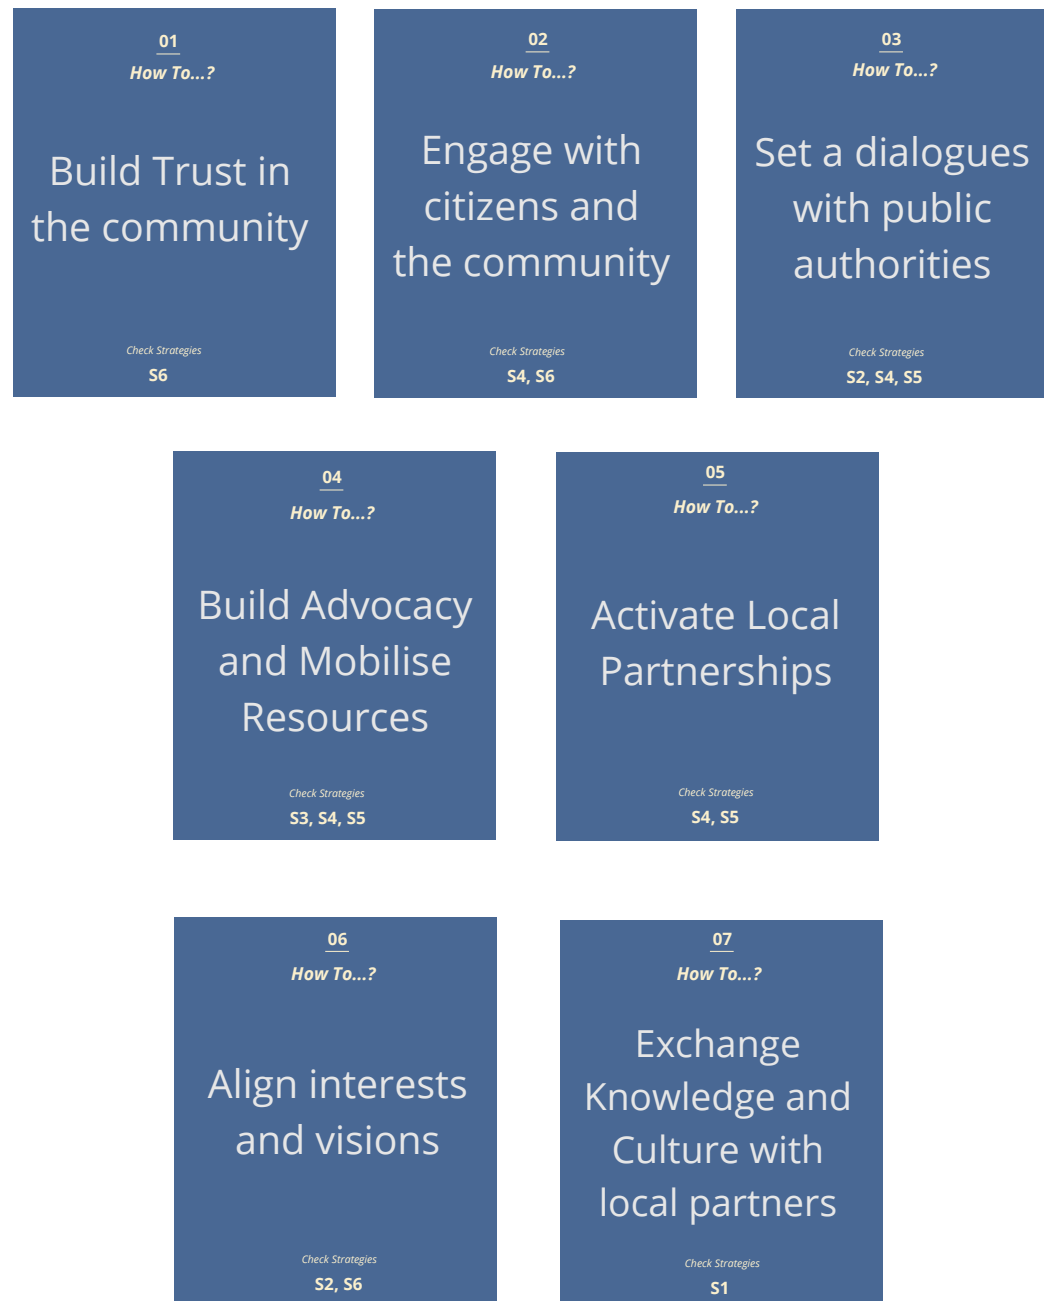 01
How To...?
Build Trust in
the community
Check Strategies
S6
02
How To...?
Engage with
citizens and
the community
Check Strategies
S4, S6
03
How To...?
Set a dialogues
with public
authorities
Check Strategies
S2, S4, S5
04
How To...?
Build Advocacy
and Mobilise
Resources
Check Strategies
S3, S4, S5
05
How To...?
Activate Local
Partnerships
Check Strategies
S4, S5
06
How To...?
Align interests
and visions
Check Strategies
S2, S6
07
How To...?
Exchange
Knowledge and
Culture with
local partners
Check Strategies
S1